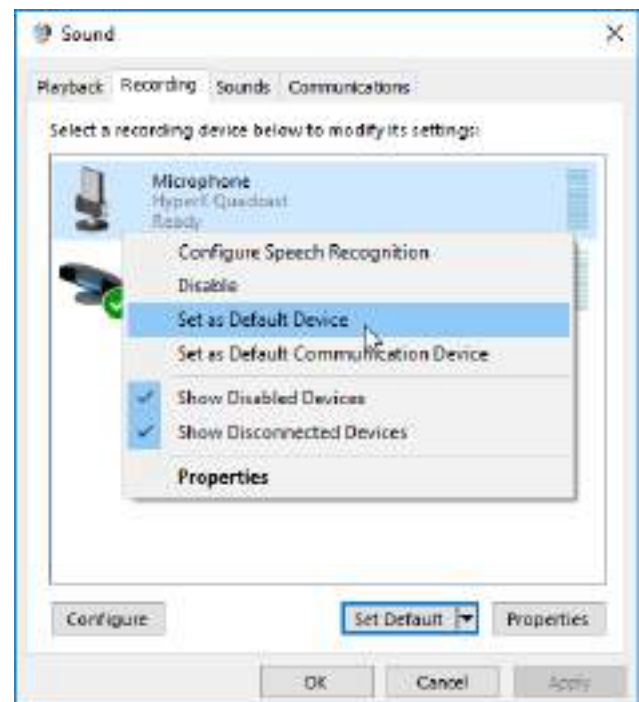 Sound
Playback Recording Sounds Communications
Select a recording device below to modify its settings:
Microphone
HyperX Quadcast
Ready
Configure Speech Recognition
Disable
Set as Default Device
Set as Default Communication Device
Show Disabled Devices
Show Disconnected Devices
Properties
Configure Set Default Properties
OK Cancel Apply